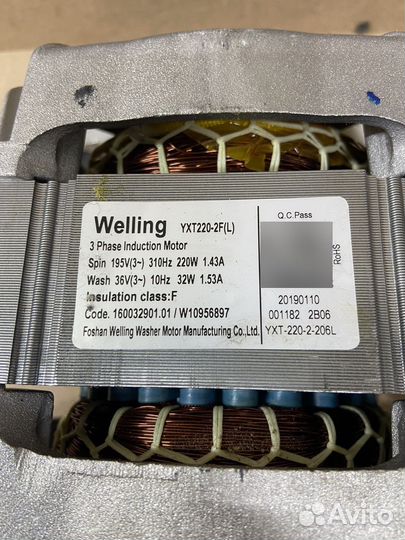 Welling YXT220-2F(L)
3 Phase Induction Motor
Spin 195V(3~) 310Hz 220W 1.43A
Wash 36V(3~) 10Hz 32W 1.53A
Insulation class:F
Code. 160032901.01 / W10956897
Foshan Welling Washer Motor Manufacturing Co.,Ltd.
Q.C.Pass
RoHS
20190110
001182 2B06
YXT-220-2-206L
Avito